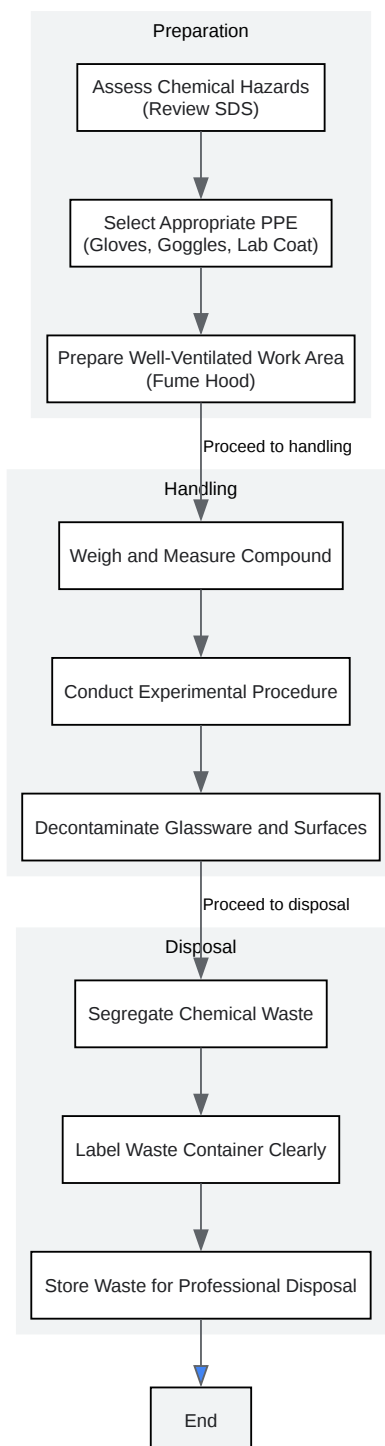 Preparation
Assess Chemical Hazards
(Review SDS)
Select Appropriate PPE
(Gloves, Goggles, Lab Coat)
Prepare Well-Ventilated Work Area
(Fume Hood)
Proceed to handling
Handling
Weigh and Measure Compound
Conduct Experimental Procedure
Decontaminate Glassware and Surfaces
Proceed to disposal
Disposal
Segregate Chemical Waste
Label Waste Container Clearly
Store Waste for Professional Disposal
End